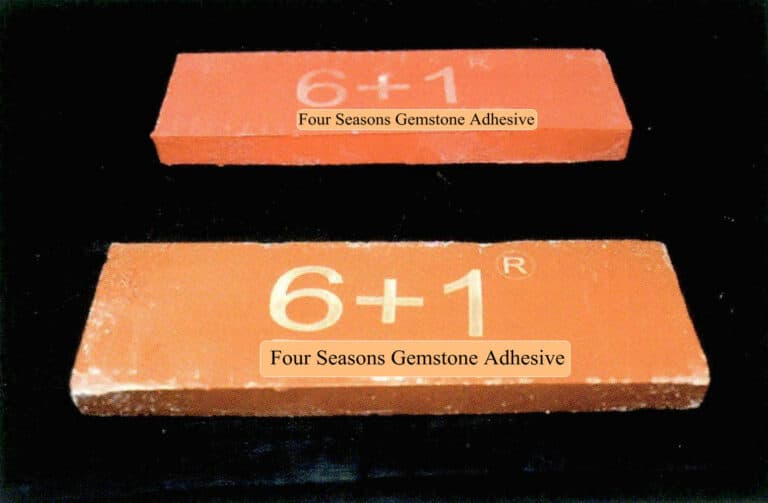 6+1 R
Four Seasons Gemstone Adhesive
6+1 ®
Four Seasons Gemstone Adhesive